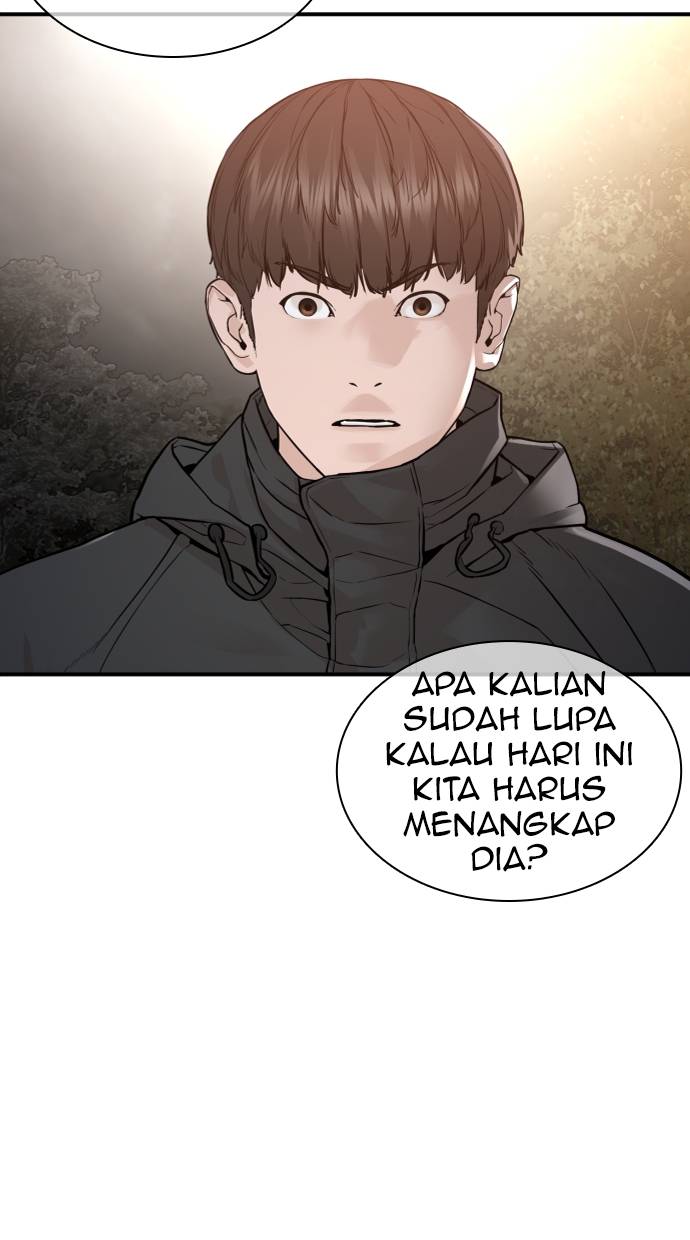 APA KALIAN
SUDAH LUPA
KALAU HARI INI
KITA HARUS
MENANGKAP
DIA?